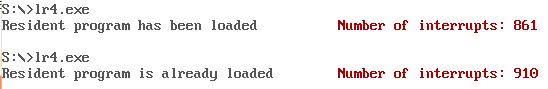 S:\>lr4.exe
Resident program has been loaded Number of interrupts: 861
S:\>lr4.exe
Resident program is already loaded Number of interrupts: 910